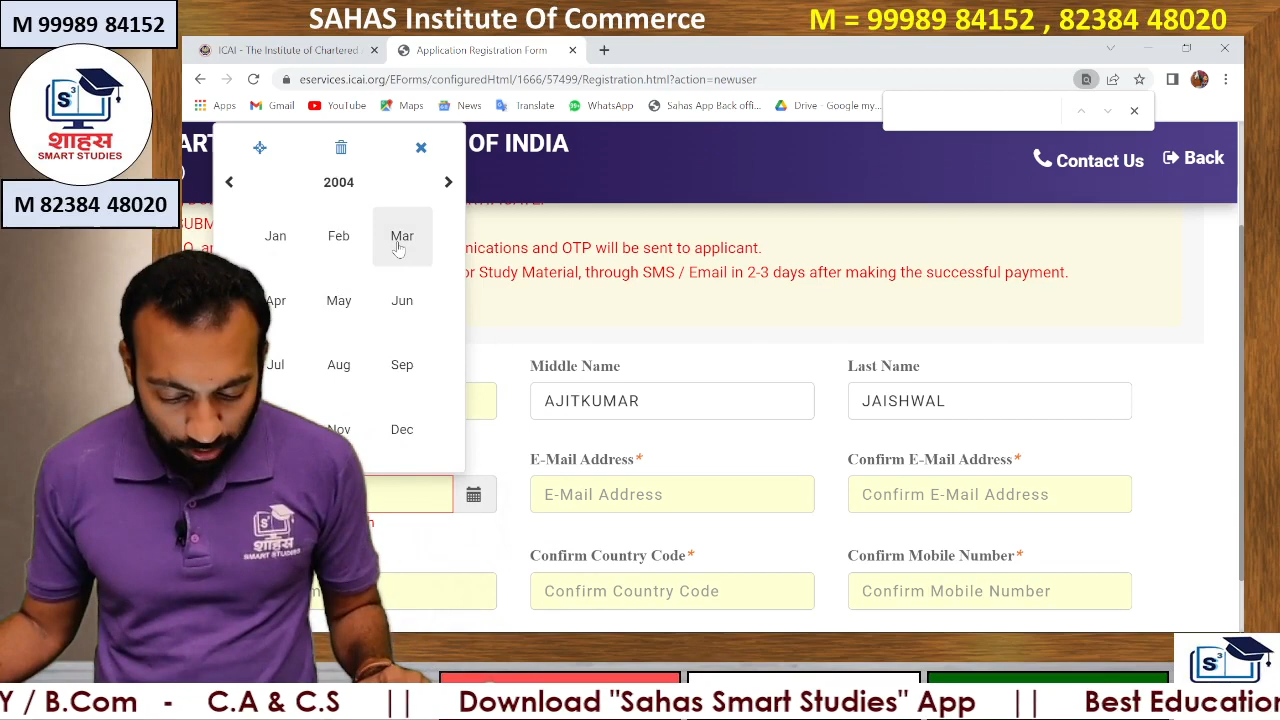 M 99989 84152
SAHAS Institute Of Commerce
M = 99989 84152 , 82384 48020
शाहस
SMART STUDIES
M 82384 48020
ICAI - The Institute of Chartered
Application Registration Form
eservices.icai.org/EForms/configuredHtml/1666/57499/Registration.html?action=newuser
Apps Gmail YouTube Maps News Translate WhatsApp Sahas App Back offi... Drive - Google my...
OF INDIA
Contact Us Back
2004
Jan Feb Mar
Apr May Jun
Jul Aug Sep
Nov Dec
nications and OTP will be sent to applicant.
or Study Material, through SMS / Email in 2-3 days after making the successful payment.
Middle Name
Last Name
AJITKUMAR
JAISHWAL
E-Mail Address*
Confirm E-Mail Address*
E-Mail Address
Confirm E-Mail Address
Confirm Country Code*
Confirm Mobile Number*
Confirm Country Code
Confirm Mobile Number
S³
शाहस
SMART STUDIES
Y / B.Com - C.A & C.S || Download "Sahas Smart Studies" App || Best Educatio